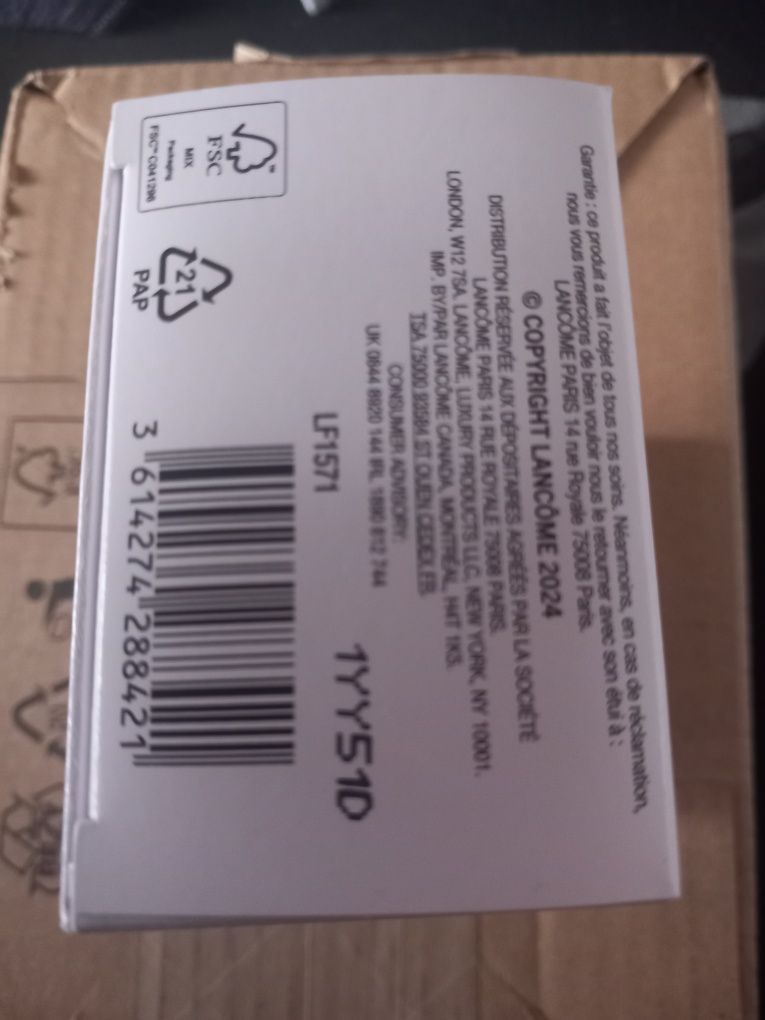 Garantie : ce produit a fait l'objet de tous nos soins. Néanmoins, en cas de réclamation,
nous vous remercions de bien vouloir nous le retourner avec son étui à :
LANCÔME PARIS 14 rue Royale 75008 Paris.
© COPYRIGHT LANCÔME 2024
DISTRIBUTION RÉSERVÉE AUX DÉPOSITAIRES AGRÉÉS PAR LA SOCIÉTÉ
LANCÔME PARIS 14 RUE ROYALE 75008 PARIS.
LONDON, W12 7SA. LANCÔME, LUXURY PRODUCTS LLC, NEW YORK, NY 10001.
IMP. BY/PAR LANCÔME CANADA, MONTRÉAL, H4T 1K5.
TSA 75000 93584 ST OUEN CEDEX, FR.
CONSUMER ADVISORY:
UK 0844 8920 144 IRL 1890 812 744
LF1571
1YY51D
3 614274 288421
FSC
MIX
Packaging
FSC™ C041296
21
PAP